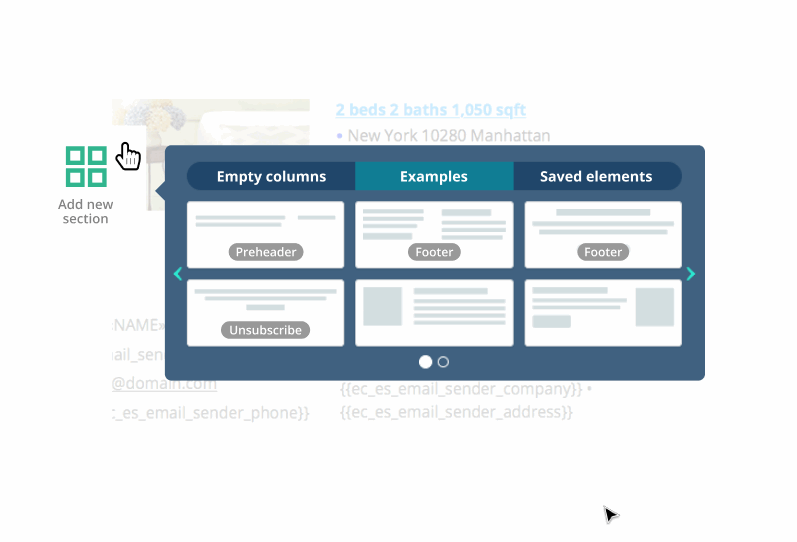 2 beds 2 baths 1,050 sqft
• New York 10280 Manhattan
Add new
section
Empty columns
Examples
Saved elements
Preheader
Footer
Footer
Unsubscribe
NAME»
@domain.com
_es_email_sender_phone}}
{{ec_es_email_sender_company}} •
{{ec_es_email_sender_address}}